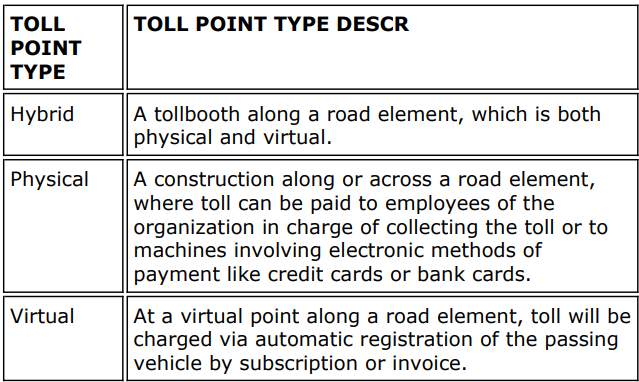 TOLL
POINT
TYPE
TOLL POINT TYPE DESCR
Hybrid
A tollbooth along a road element, which is both
physical and virtual.
Physical
A construction along or across a road element,
where toll can be paid to employees of the
organization in charge of collecting the toll or to
machines involving electronic methods of
payment like credit cards or bank cards.
Virtual
At a virtual point along a road element, toll will be
charged via automatic registration of the passing
vehicle by subscription or invoice.